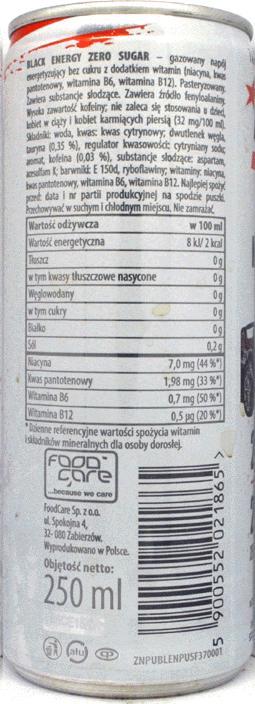 BLACK ENERGY ZERO SUGAR – gazowany napój
energetyzujący bez cukru z dodatkiem witamin (niacyna, kwas
pantotenowy, witamina B6, witamina B12). Pasteryzowany.
Zawiera substancje słodzące. Zawiera źródło fenyloalaniny.
Wysoka zawartość kofeiny; nie zaleca się stosowania u dzieci,
kobiet w ciąży i kobiet karmiących piersią (32 mg/100 ml).
Składniki: woda, kwas: kwas cytrynowy; dwutlenek węgla,
tauryna (0,35 %), regulator kwasowości: cytryniany sodu;
aromat, kofeina (0,03 %), substancje słodzące: aspartam,
acesulfam K; barwniki: E 150d, ryboflawiny; witaminy: niacyna,
kwas pantotenowy, witamina B6, witamina B12. Najlepiej spożyć
przed: data i nr partii produkcyjnej na spodzie puszki.
Przechowywać w suchym i chłodnym miejscu. Nie zamrażać.
Wartość odżywcza w 100 ml
Wartość energetyczna 8 kJ/ 2 kcal
Tłuszcz 0 g
w tym kwasy tłuszczowe nasycone 0 g
Węglowodany 0 g
w tym cukry 0 g
Białko 0 g
Sól 0,2 g
Niacyna 7,0 mg (44 %*)
Kwas pantotenowy 1,98 mg (33 %*)
Witamina B6 0,7 mg (50 %*)
Witamina B12 0,5 µg (20 %*)
* Dzienne referencyjne wartości spożycia witamin
i składników mineralnych dla osoby dorosłej.
FOOD
care
...because we care
FoodCare Sp. z o.o.
ul. Spokojna 4,
32- 080 Zabierzów.
Wyprodukowano w Polsce.
Objętość netto:
250 ml
alu
ZNPUBLENPUSF370001
5 900552 021865 >